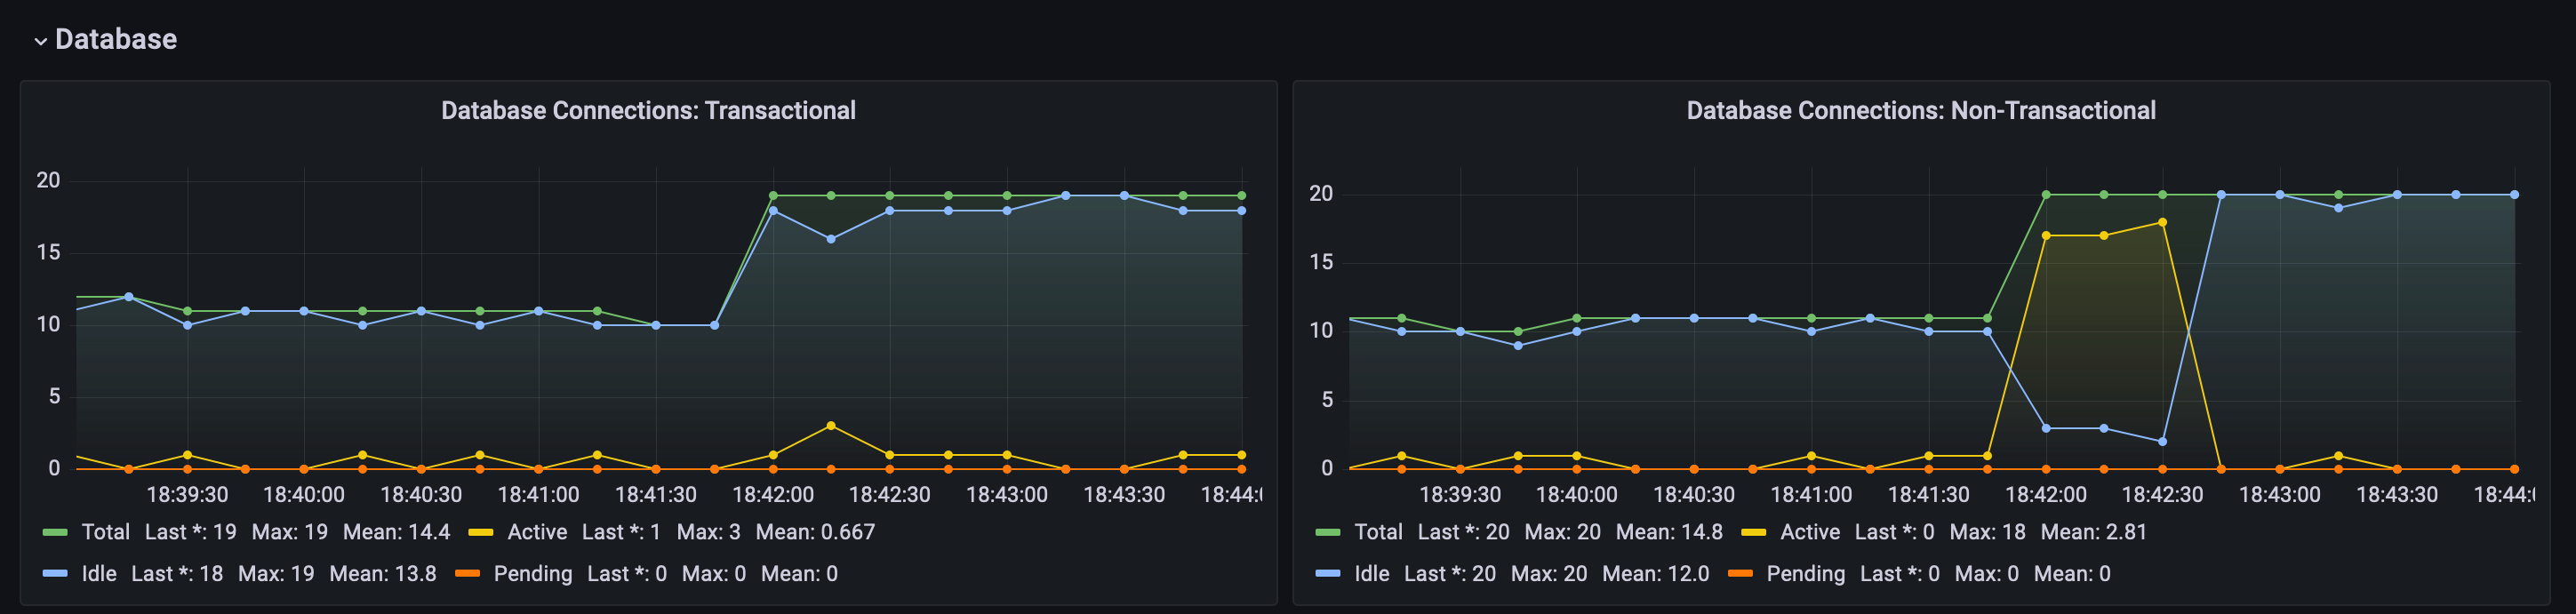 Database
Database Connections: Transactional
20
15
10
5
0
18:39:30 18:40:00 18:40:30 18:41:00 18:41:30 18:42:00 18:42:30 18:43:00 18:43:30 18:44:0
Total Last *: 19 Max: 19 Mean: 14.4 Active Last *: 1 Max: 3 Mean: 0.667
Idle Last *: 18 Max: 19 Mean: 13.8 Pending Last *: 0 Max: 0 Mean: 0
Database Connections: Non-Transactional
20
15
10
5
0
18:39:30 18:40:00 18:40:30 18:41:00 18:41:30 18:42:00 18:42:30 18:43:00 18:43:30 18:44:0
Total Last *: 20 Max: 20 Mean: 14.8 Active Last *: 0 Max: 18 Mean: 2.81
Idle Last *: 20 Max: 20 Mean: 12.0 Pending Last *: 0 Max: 0 Mean: 0